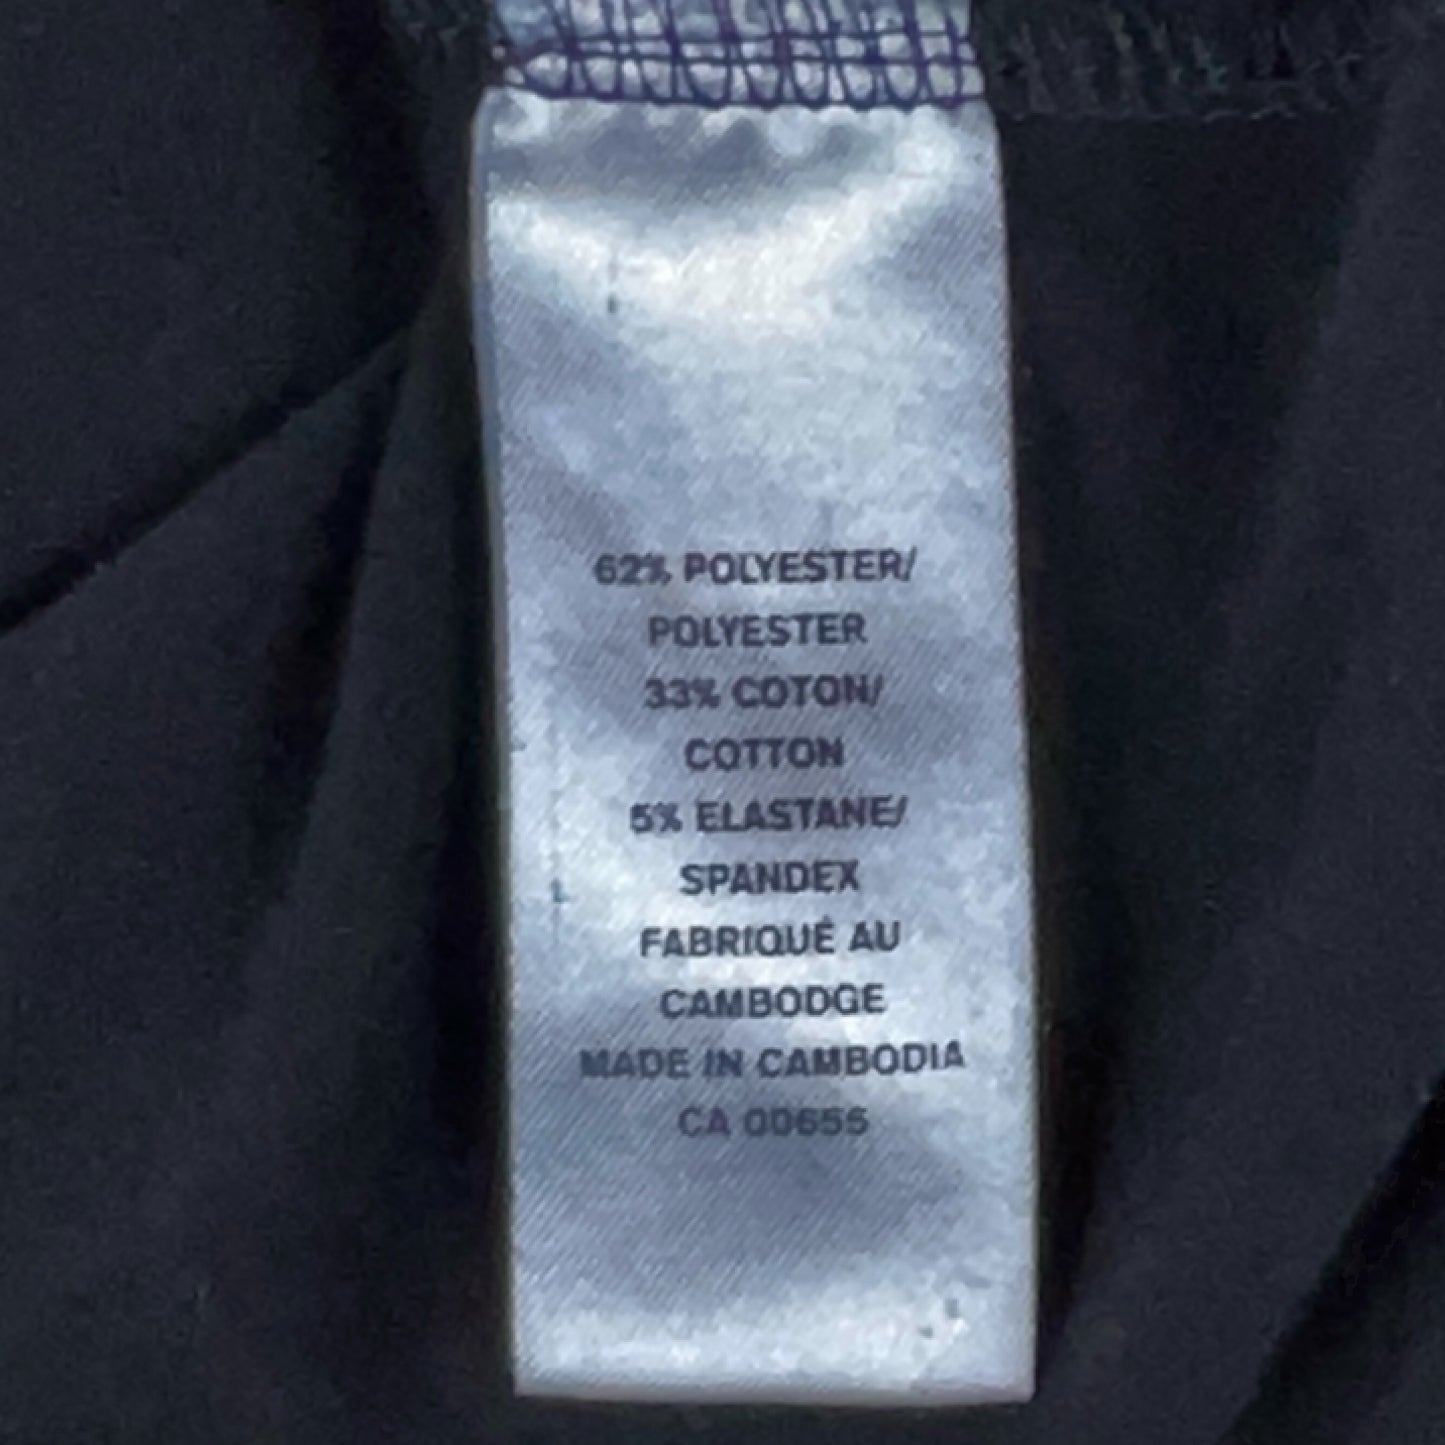 62% POLYESTER/
POLYESTER
33% COTON/
COTTON
5% ELASTANE/
SPANDEX
FABRIQUÉ AU
CAMBODGE
MADE IN CAMBODIA
CA 00655